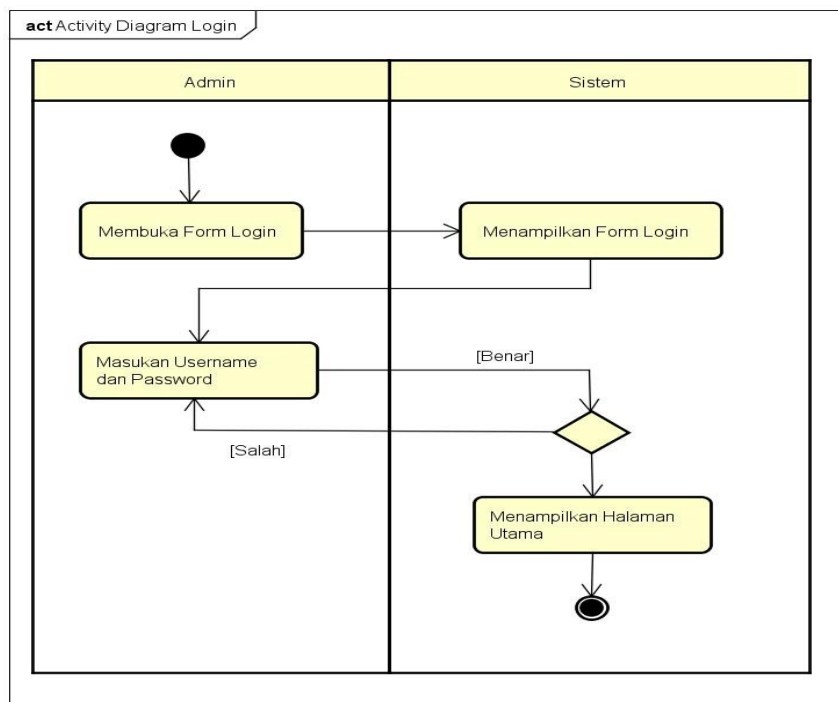 act Activity Diagram Login
Admin
Sistem
Membuka Form Login
Menampilkan Form Login
Masukan Username
dan Password
[Benar]
[Salah]
Menampilkan Halaman
Utama